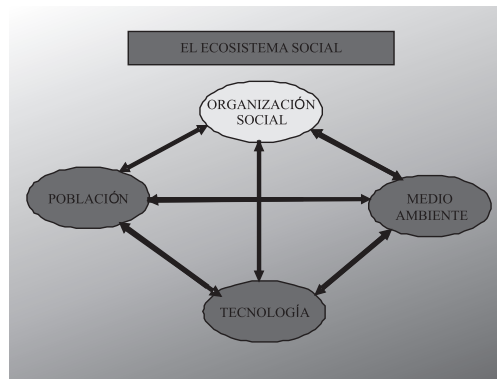 EL ECOSISTEMA SOCIAL
ORGANIZACIÓN
SOCIAL
POBLACIÓN
MEDIO
AMBIENTE
TECNOLOGÍA